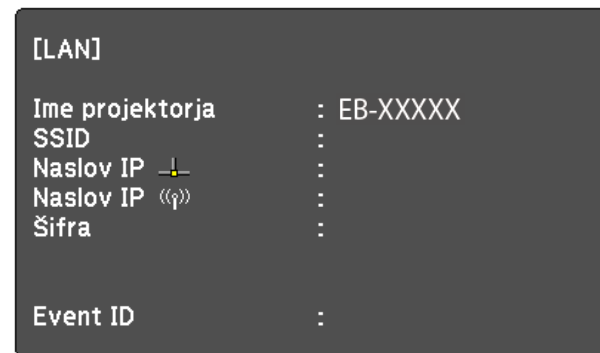 [LAN]
Ime projektorja : EB-XXXXX
SSID :
Naslov IP :
Naslov IP :
Šifra :
Event ID :